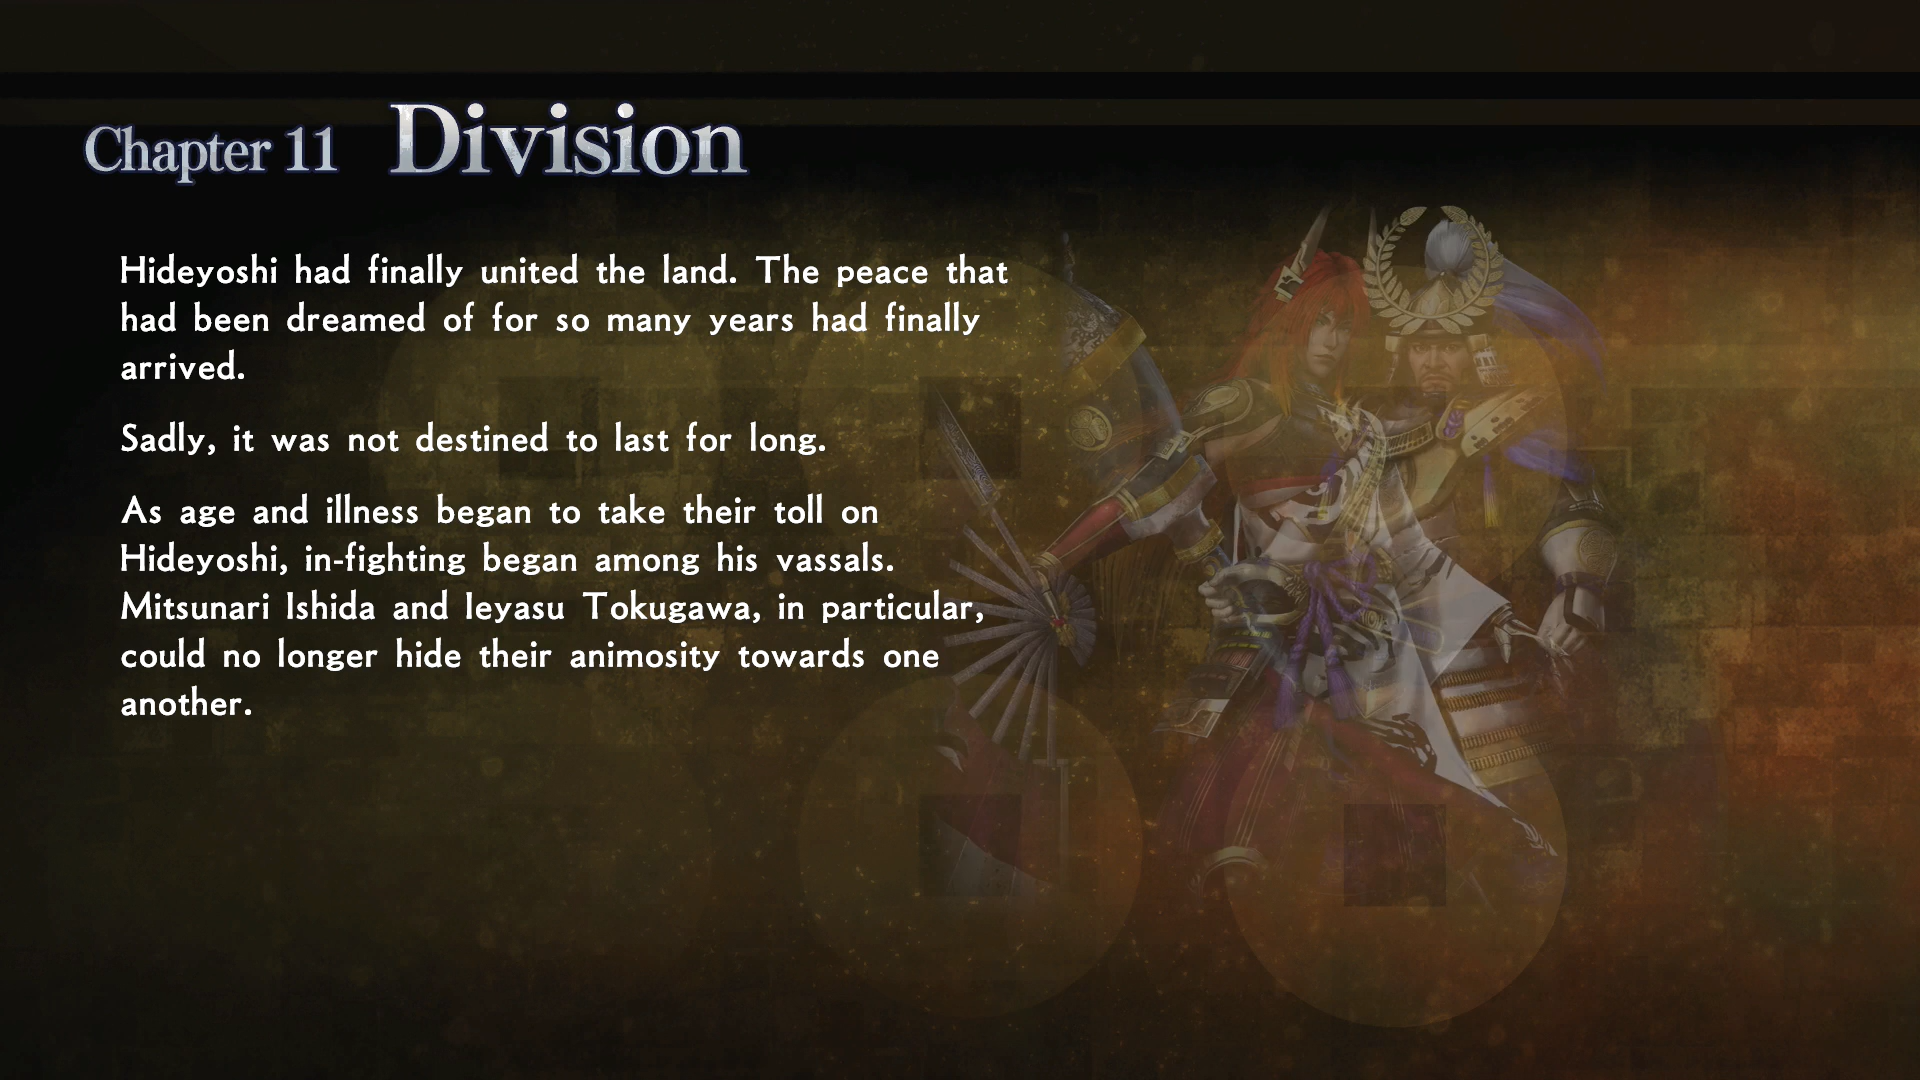 Chapter 11 Division
Hideyoshi had finally united the land. The peace that
had been dreamed of for so many years had finally
arrived.
Sadly, it was not destined to last for long.
As age and illness began to take their toll on
Hideyoshi, in-fighting began among his vassals.
Mitsunari Ishida and Ieyasu Tokugawa, in particular,
could no longer hide their animosity towards one
another.